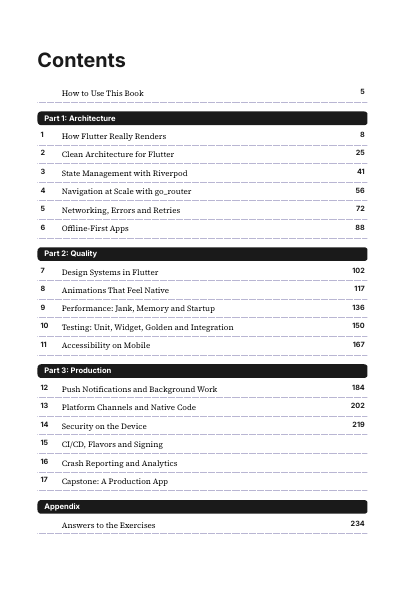 Contents
How to Use This Book 5
Part 1: Architecture
1 How Flutter Really Renders 8
2 Clean Architecture for Flutter 25
3 State Management with Riverpod 41
4 Navigation at Scale with go_router 56
5 Networking, Errors and Retries 72
6 Offline-First Apps 88
Part 2: Quality
7 Design Systems in Flutter 102
8 Animations That Feel Native 117
9 Performance: Jank, Memory and Startup 136
10 Testing: Unit, Widget, Golden and Integration 150
11 Accessibility on Mobile 167
Part 3: Production
12 Push Notifications and Background Work 184
13 Platform Channels and Native Code 202
14 Security on the Device 219
15 CI/CD, Flavors and Signing
16 Crash Reporting and Analytics
17 Capstone: A Production App
Appendix
Answers to the Exercises 234